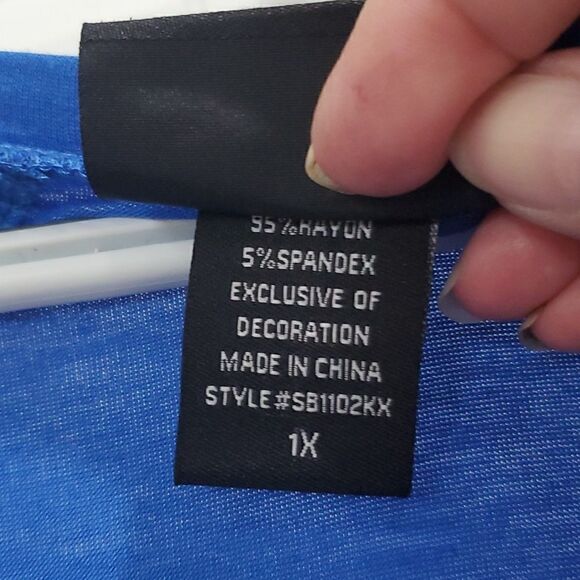 95%RAYON
5%SPANDEX
EXCLUSIVE OF
DECORATION
MADE IN CHINA
STYLE#SB1102KX
1X